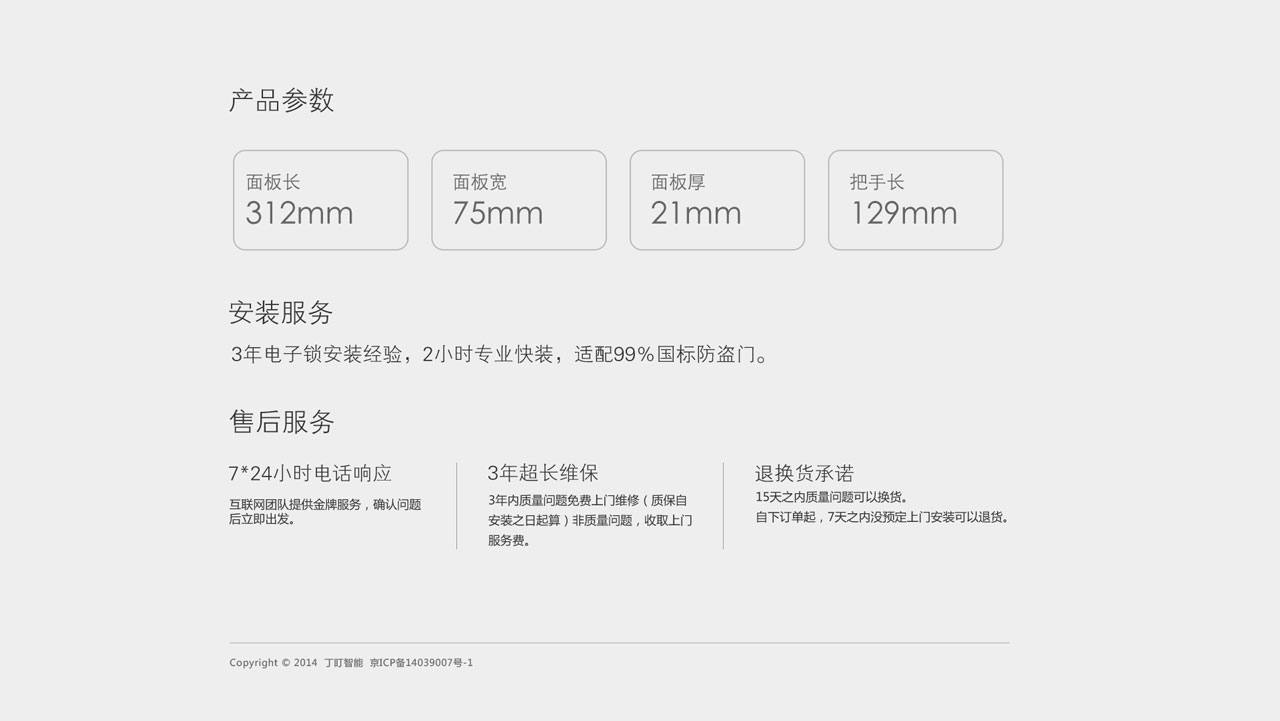 产品参数
面板长
312mm
面板宽
75mm
面板厚
21mm
把手长
129mm
安装服务
3年电子锁安装经验，2小时专业快装，适配99%国标防盗门。
售后服务
7*24小时电话响应
互联网团队提供金牌服务，确认问题
后立即出发。
3年超长维保
3年内质量问题免费上门维修（质保自
安装之日起算）非质量问题，收取上门
服务费。
退换货承诺
15天之内质量问题可以换货。
自下订单起，7天之内没预定上门安装可以退货。
Copyright © 2014 丁盯智能 京ICP备14039007号-1